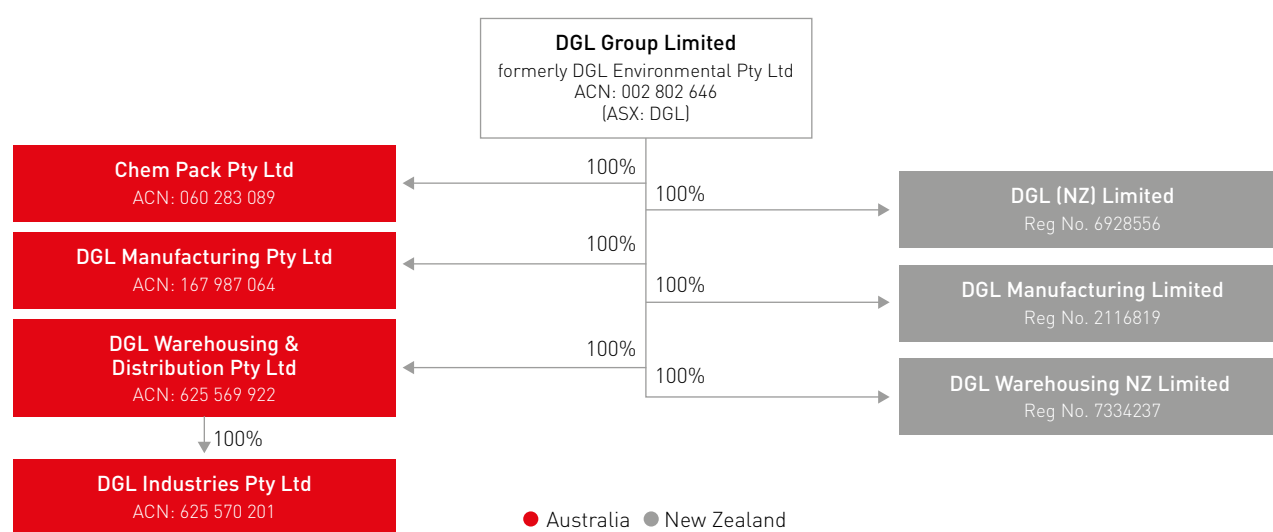 DGL Group Limited
formerly DGL Environmental Pty Ltd
ACN: 002 802 646
(ASX: DGL)
100%
100%
Chem Pack Pty Ltd
ACN: 060 283 089
DGL (NZ) Limited
Reg No. 6928556
100%
100%
DGL Manufacturing Pty Ltd
ACN: 167 987 064
DGL Manufacturing Limited
Reg No. 2116819
100%
100%
DGL Warehousing &
Distribution Pty Ltd
ACN: 625 569 922
DGL Warehousing NZ Limited
Reg No. 7334237
100%
DGL Industries Pty Ltd
ACN: 625 570 201
Australia
New Zealand